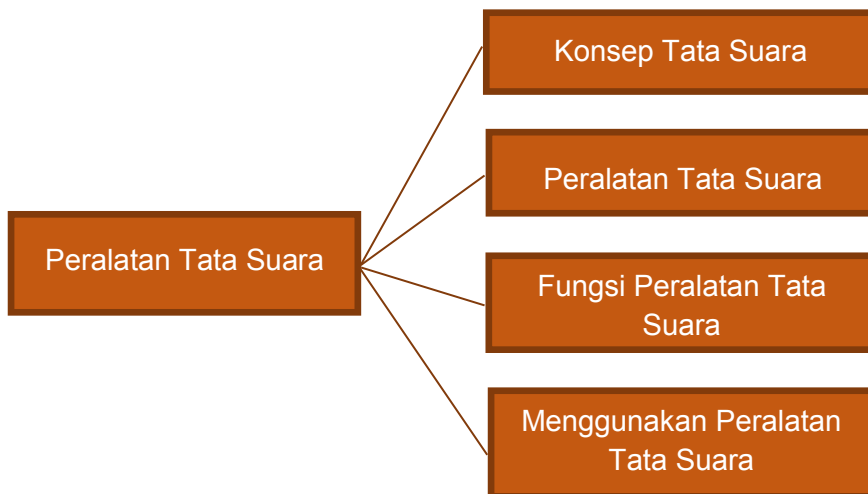 Konsep Tata Suara
Peralatan Tata Suara
Peralatan Tata Suara
Fungsi Peralatan Tata
Suara
Menggunakan Peralatan
Tata Suara